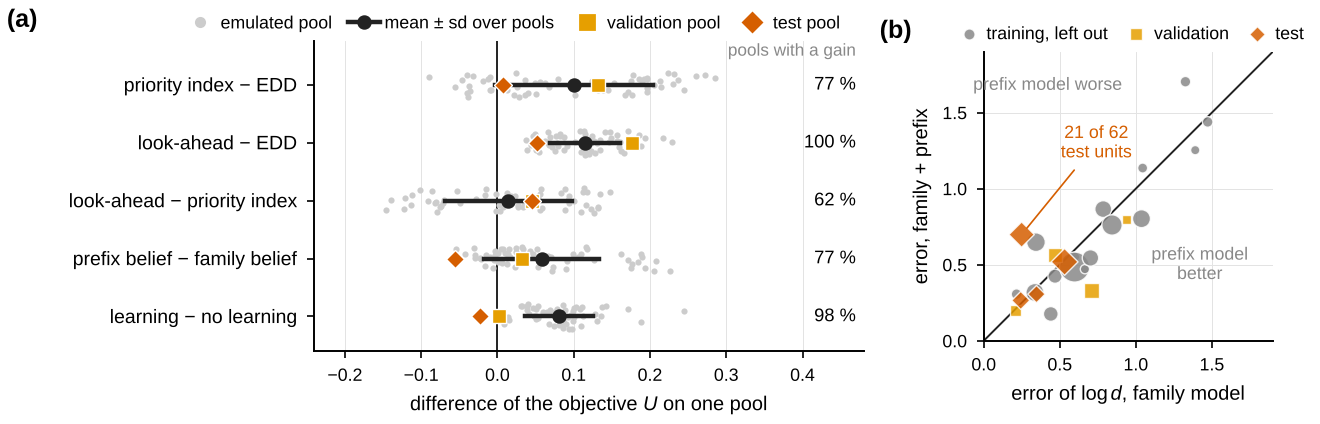 (a)
emulated pool
mean ± sd over pools
validation pool
test pool
pools with a gain
priority index − EDD
77 %
look-ahead − EDD
100 %
look-ahead − priority index
62 %
prefix belief − family belief
77 %
learning − no learning
98 %
−0.2
−0.1
0.0
0.1
0.2
0.3
0.4
difference of the objective U on one pool
(b)
training, left out
validation
test
prefix model worse
21 of 62
test units
prefix model
better
error, family + prefix
1.5
1.0
0.5
0.0
0.0
0.5
1.0
1.5
error of log d, family model